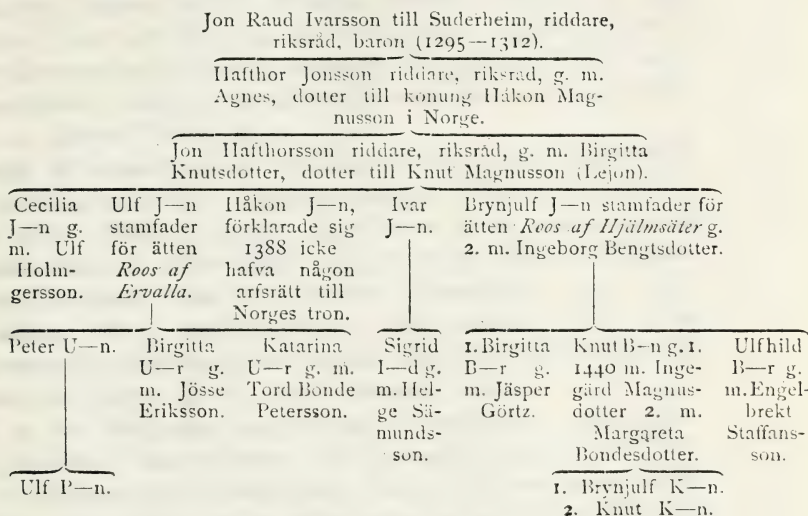 Jon Raud Ivarsson till Suderheim, riddare,
riksråd, baron (1295—1312).
Hafthor Jonsson riddare, riksråd, g. m.
Agnes, dotter till konung Håkon Mag-
nusson i Norge.
Jon Hafthorsson riddare, riksråd, g. m. Birgitta
Knutsdotter, dotter till Knut Magnusson (Lejon).
Cecilia
J—n g.
m. Ulf
Holm-
gersson.
Ulf J—n
stamfader
för ätten
Roos af
Ervalla.
Håkon J—n,
förklarade sig
1388 icke
hafva någon
arfsrätt till
Norges tron.
Ivar
J—n.
Brynjulf J—n stamfader för
ätten Roos af Hjälmsäter g.
2. m. Ingeborg Bengtsdotter.
Peter U—n.
Birgitta
U—r g.
m. Jösse
Eriksson.
Katarina
U—r g. m.
Tord Bonde
Petersson.
Sigrid
I—d g.
m. Hel-
ge Sä-
munds-
son.
1. Birgitta
B—r g.
m. Jäsper
Görtz.
Knut B—n g. 1.
1440 m. Inge-
gärd Magnus-
dotter 2. m.
Margareta
Bondesdotter.
Ulfhild
B—r g.
m. Engel-
brekt
Staffans-
son.
Ulf P—n.
1. Brynjulf K—n.
2. Knut K—n.